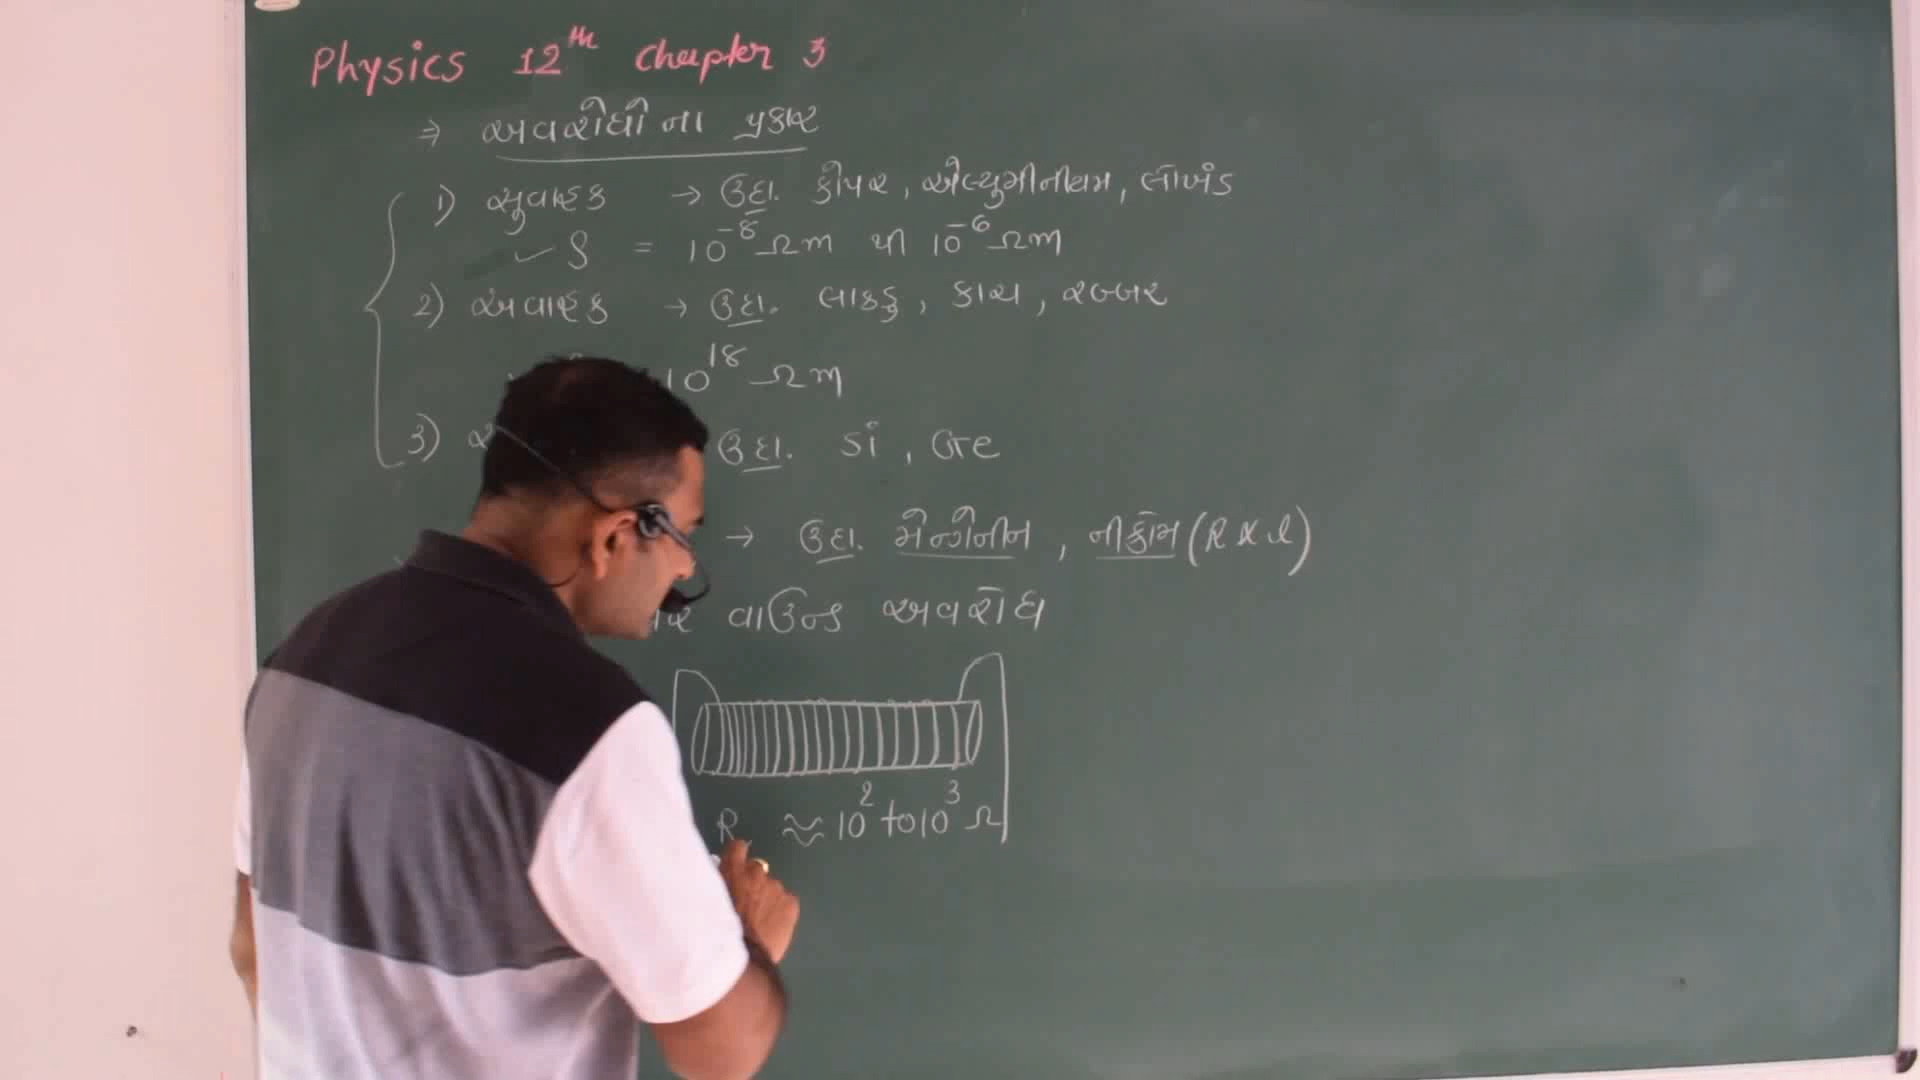 Physics 12th Chapter 3
⇒ અવરોધોના પ્રકાર
1) સુવાહક → ઉદા. કોપર, એલ્યુમીનીયમ, લોખંડ
✓ ρ = 10⁻⁸ Ωm થી 10⁻⁶ Ωm
2) અવાહક → ઉદા. લાકડુ, કાચ, રબ્બર
10¹⁸ Ωm
3) ઉદા. Si, Ge
→ ઉદા. મેન્ગેનીન, નીક્રોમ (R α l)
વાઉન્ડ અવરોધ
R ≈ 10² to 10³ Ω